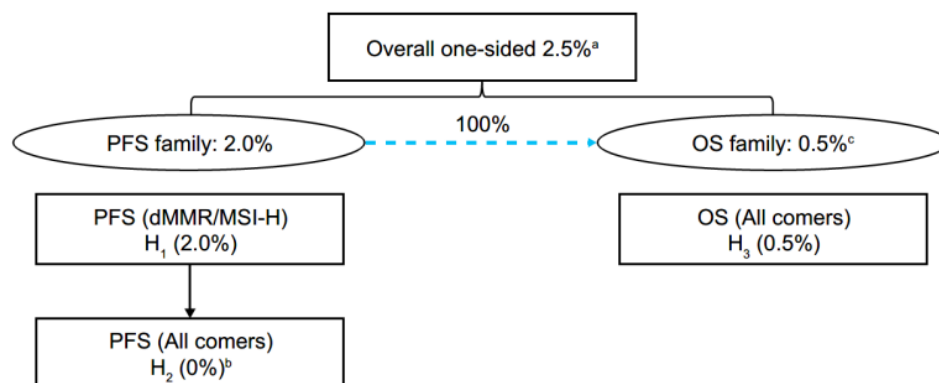 Overall one-sided 2.5%ᵃ
100%
PFS family: 2.0%
OS family: 0.5%ᶜ
PFS (dMMR/MSI-H)
H₁ (2.0%)
OS (All comers)
H₃ (0.5%)
PFS (All comers)
H₂ (0%)ᵇ